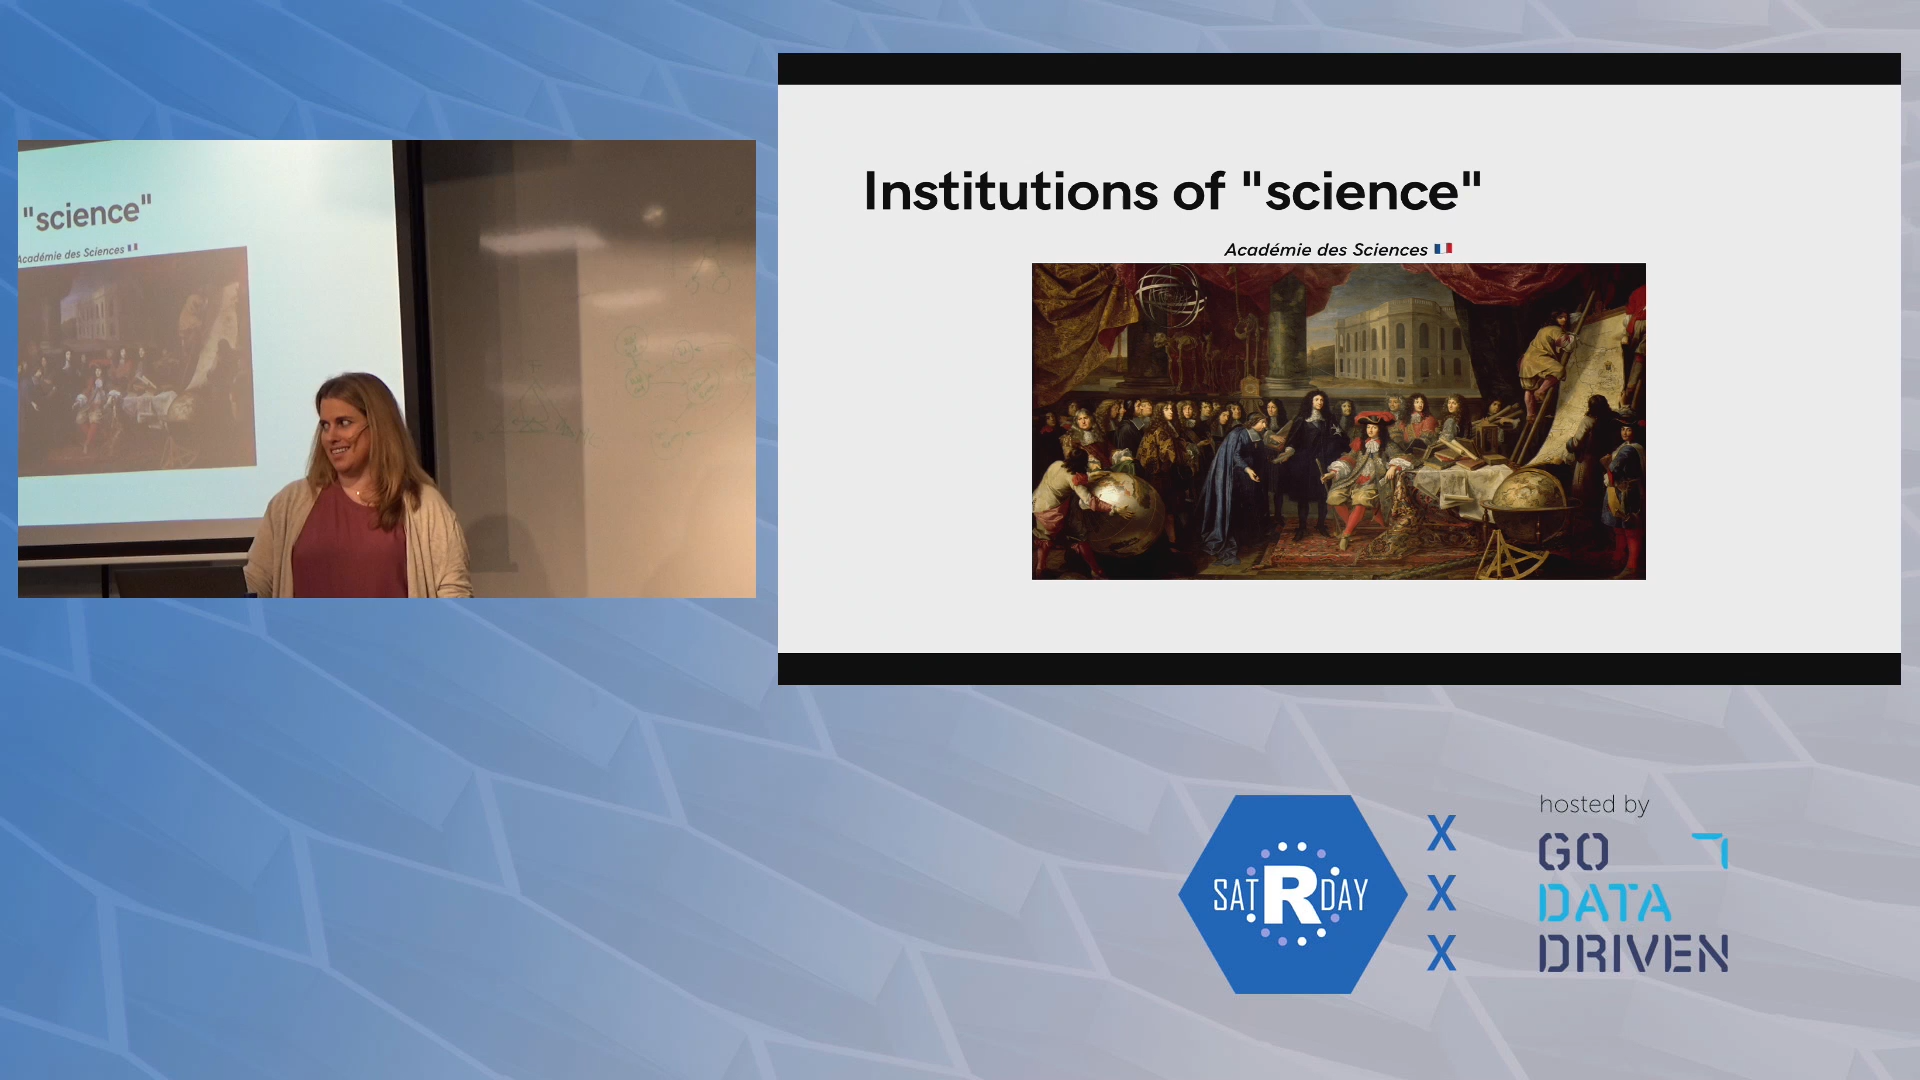 "science"
Académie des Sciences
Institutions of "science"
Académie des Sciences
SAT R DAY
X
X
X
hosted by
GO
DATA
DRIVEN